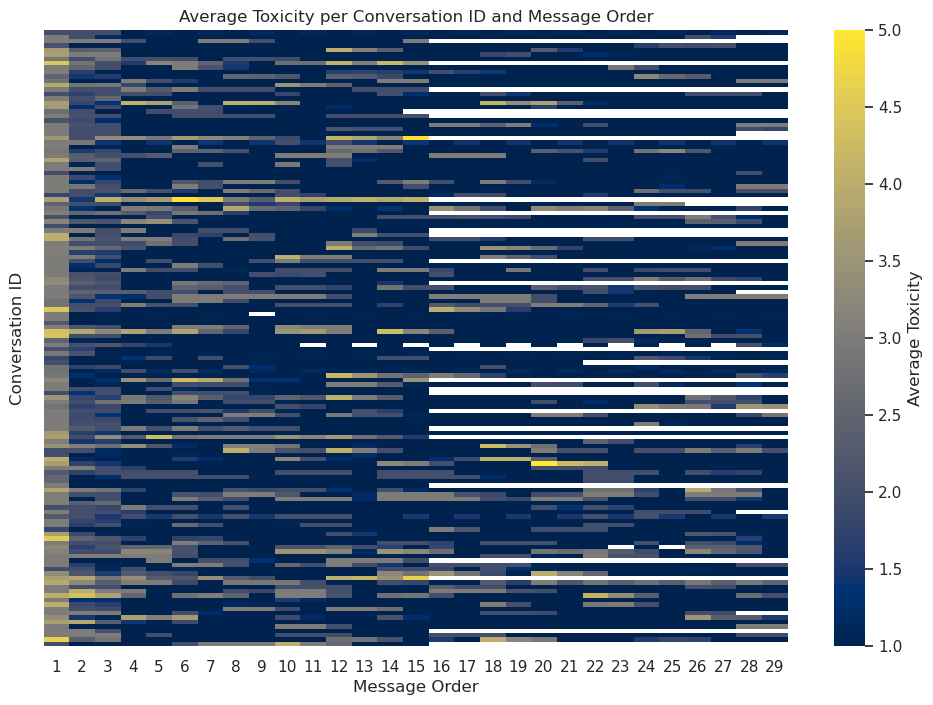 Average Toxicity per Conversation ID and Message Order
Conversation ID
1 2 3 4 5 6 7 8 9 10 11 12 13 14 15 16 17 18 19 20 21 22 23 24 25 26 27 28 29
Message Order
5.0
4.5
4.0
3.5
3.0
2.5
2.0
1.5
1.0
Average Toxicity